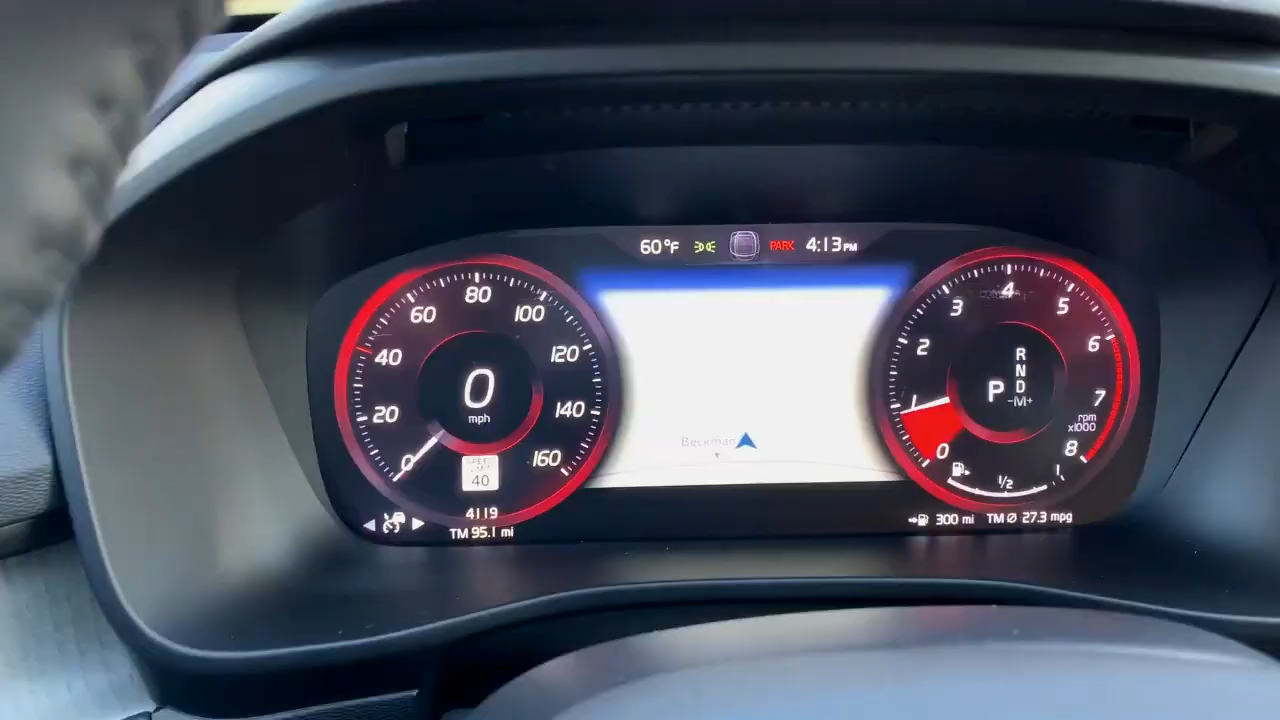 60°F PARK 4:13PM
80
60 100
40 120
20 140
0 160
0
mph
40
4119
TM 95.1 mi
Beckman
4
3 5
2 6
1 7
0 8
R
N
P D
-M+
rpm
x1000
1/2
1
300 mi TM Ø 27.3 mpg